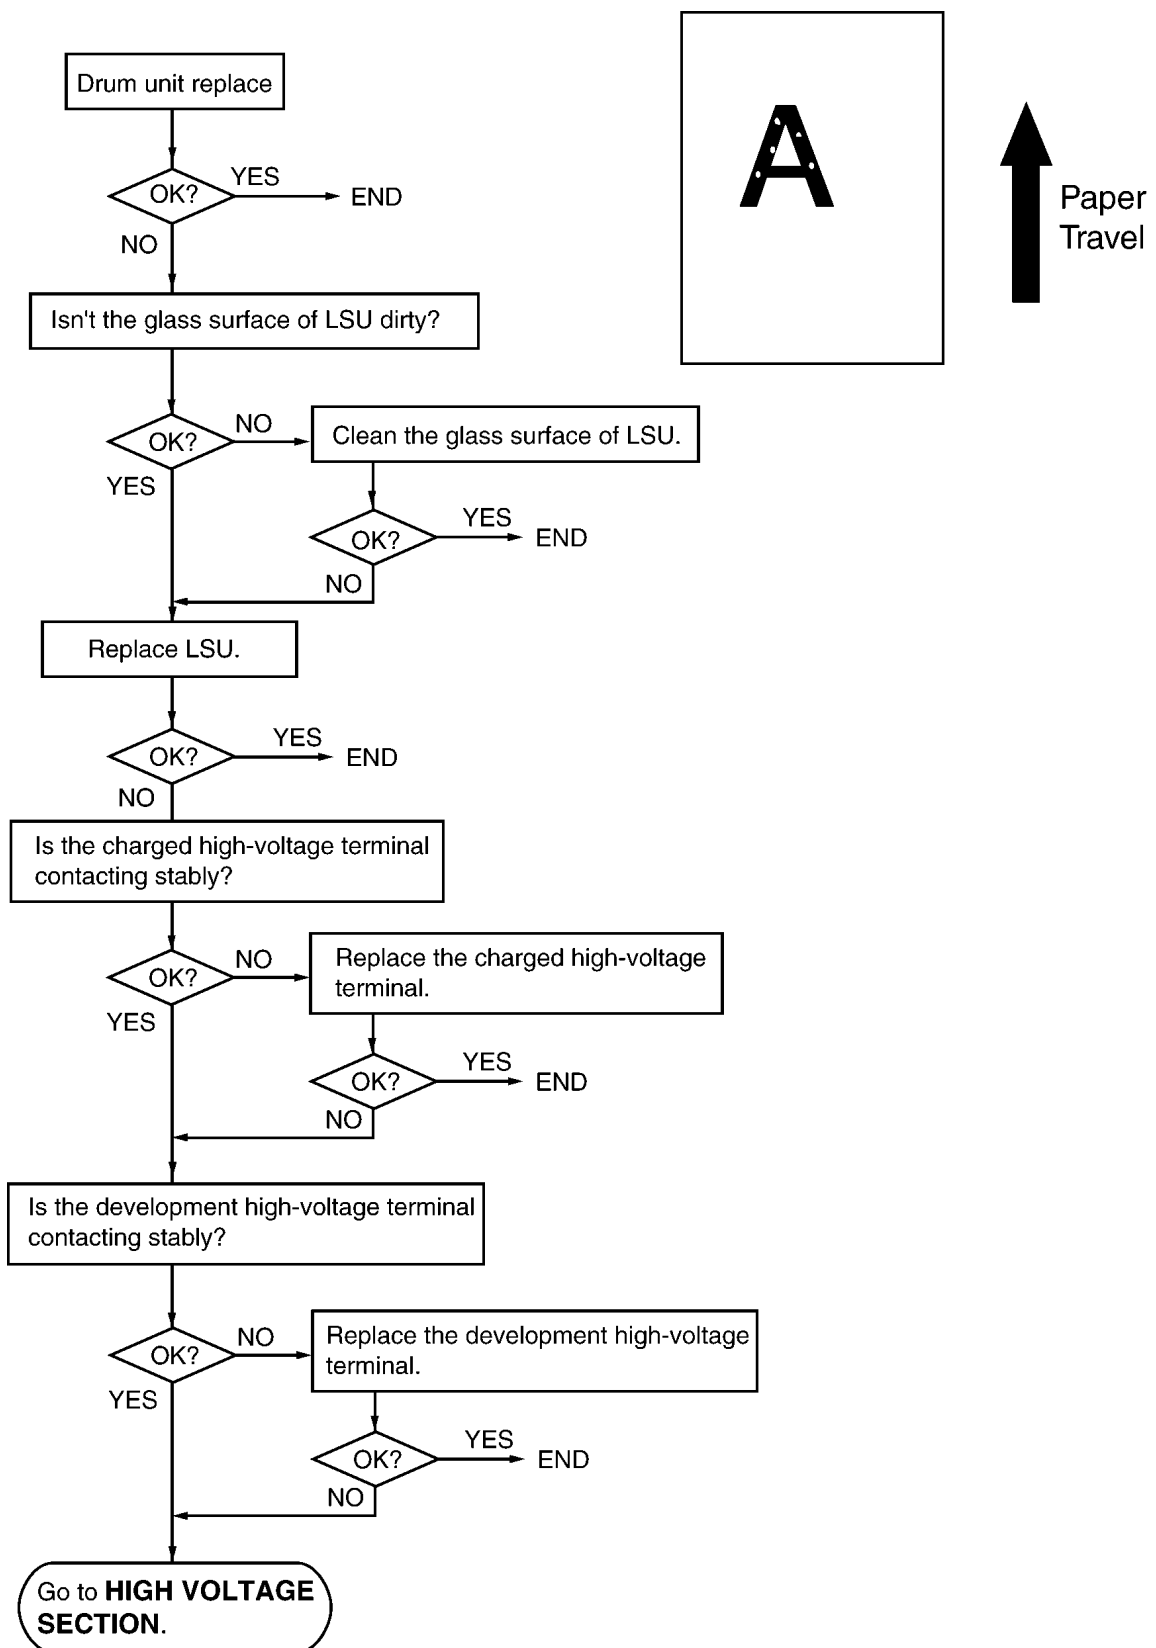 Drum unit replace
OK?
YES
END
NO
Isn't the glass surface of LSU dirty?
OK?
NO
Clean the glass surface of LSU.
YES
OK?
YES
END
NO
Replace LSU.
OK?
YES
END
NO
Is the charged high-voltage terminal
contacting stably?
OK?
NO
Replace the charged high-voltage
terminal.
YES
OK?
YES
END
NO
Is the development high-voltage terminal
contacting stably?
OK?
NO
Replace the development high-voltage
terminal.
YES
OK?
YES
END
NO
Go to HIGH VOLTAGE
SECTION.
A
Paper
Travel